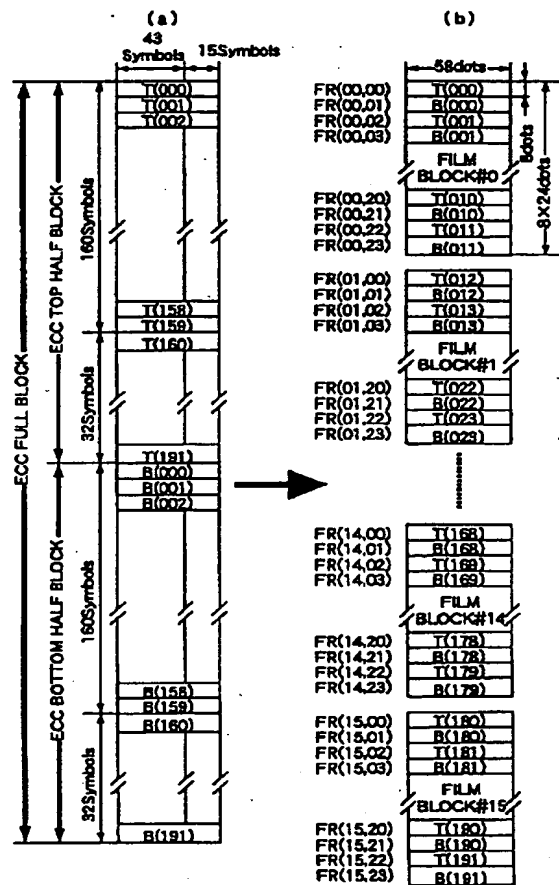 (a)
43
Symbols
15Symbols
T(000)
T(001)
T(002)
T(158)
T(159)
T(160)
T(191)
B(000)
B(001)
B(002)
B(158)
B(159)
B(160)
B(191)
ECC FULL BLOCK
ECC TOP HALF BLOCK
ECC BOTTOM HALF BLOCK
160Symbols
32Symbols
160Symbols
32Symbols
(b)
58dots
8dots
8X24dots
FR(00,00) T(000)
FR(00,01) B(000)
FR(00,02) T(001)
FR(00,03) B(001)
FILM
BLOCK#0
FR(00,20) T(010)
FR(00,21) B(010)
FR(00,22) T(011)
FR(00,23) B(011)
FR(01,00) T(012)
FR(01,01) B(012)
FR(01,02) T(013)
FR(01,03) B(013)
FILM
BLOCK#1
FR(01,20) T(022)
FR(01,21) B(022)
FR(01,22) T(023)
FR(01,23) B(023)
FR(14,00) T(168)
FR(14,01) B(168)
FR(14,02) T(169)
FR(14,03) B(169)
FILM
BLOCK#14
FR(14,20) T(178)
FR(14,21) B(178)
FR(14,22) T(179)
FR(14,23) B(179)
FR(15,00) T(180)
FR(15,01) B(180)
FR(15,02) T(181)
FR(15,03) B(181)
FILM
BLOCK#15
FR(15,20) T(190)
FR(15,21) B(190)
FR(15,22) T(191)
FR(15,23) B(191)